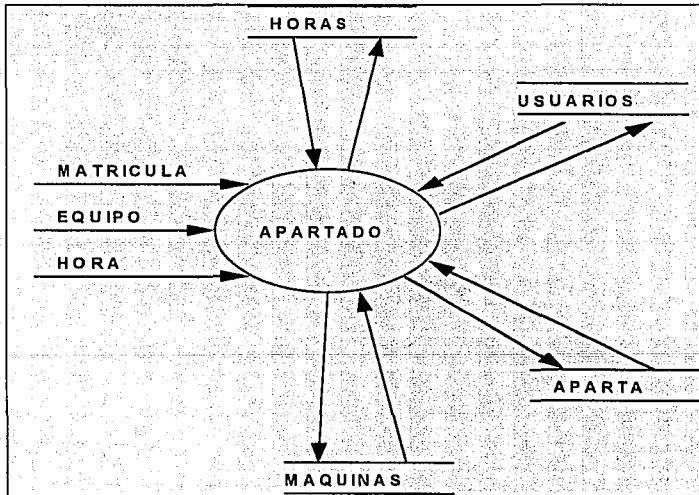 HORAS
USUARIOS
MATRICULA
EQUIPO
APARTADO
HORA
APARTA
MAQUINAS